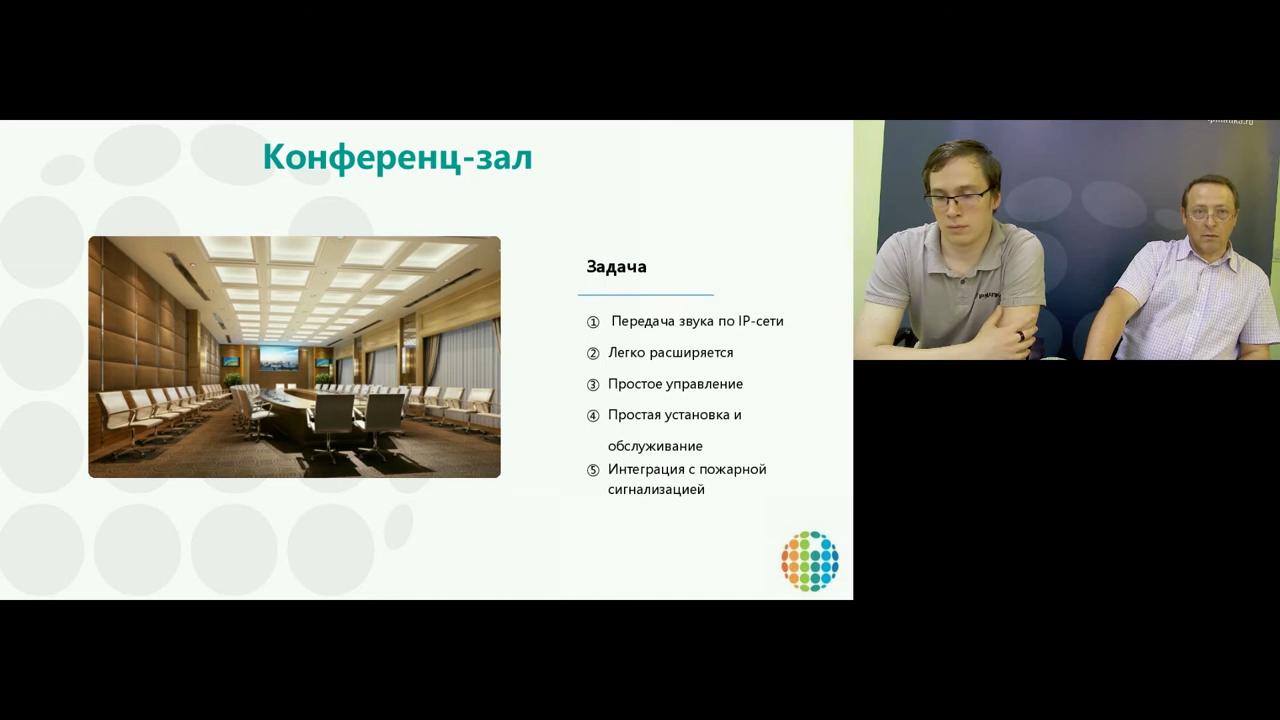 Конференц-зал
Задача
① Передача звука по IP-сети
② Легко расширяется
③ Простое управление
④ Простая установка и
обслуживание
⑤ Интеграция с пожарной
сигнализацией